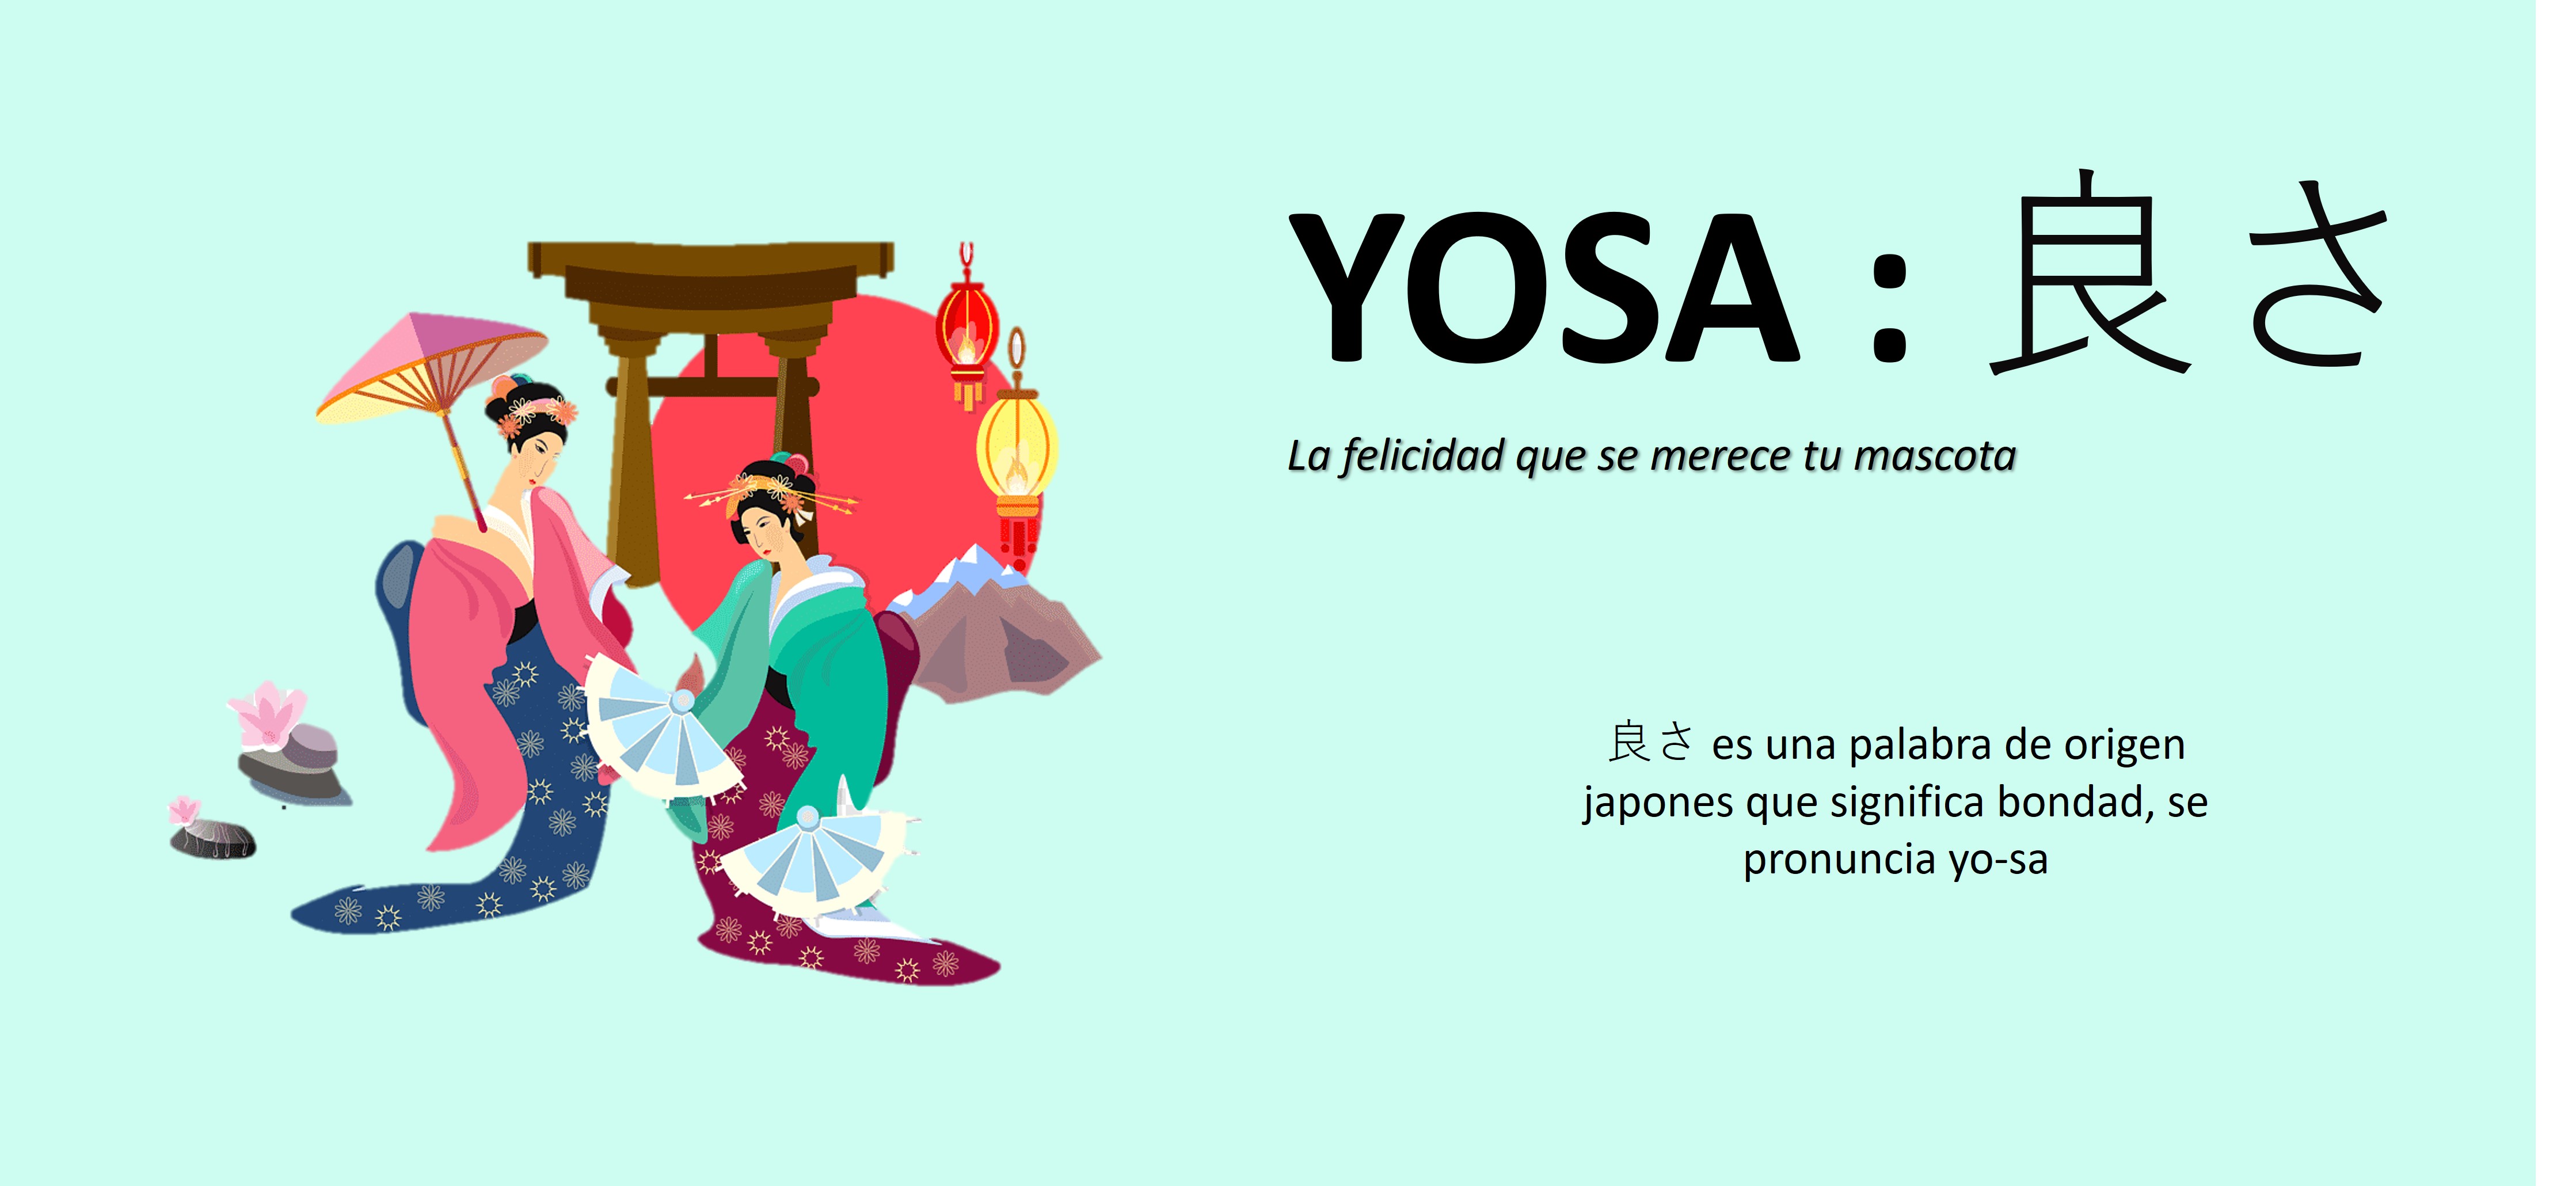 YOSA : 良さ
La felicidad que se merece tu mascota
良さ es una palabra de origen
japones que significa bondad, se
pronuncia yo-sa